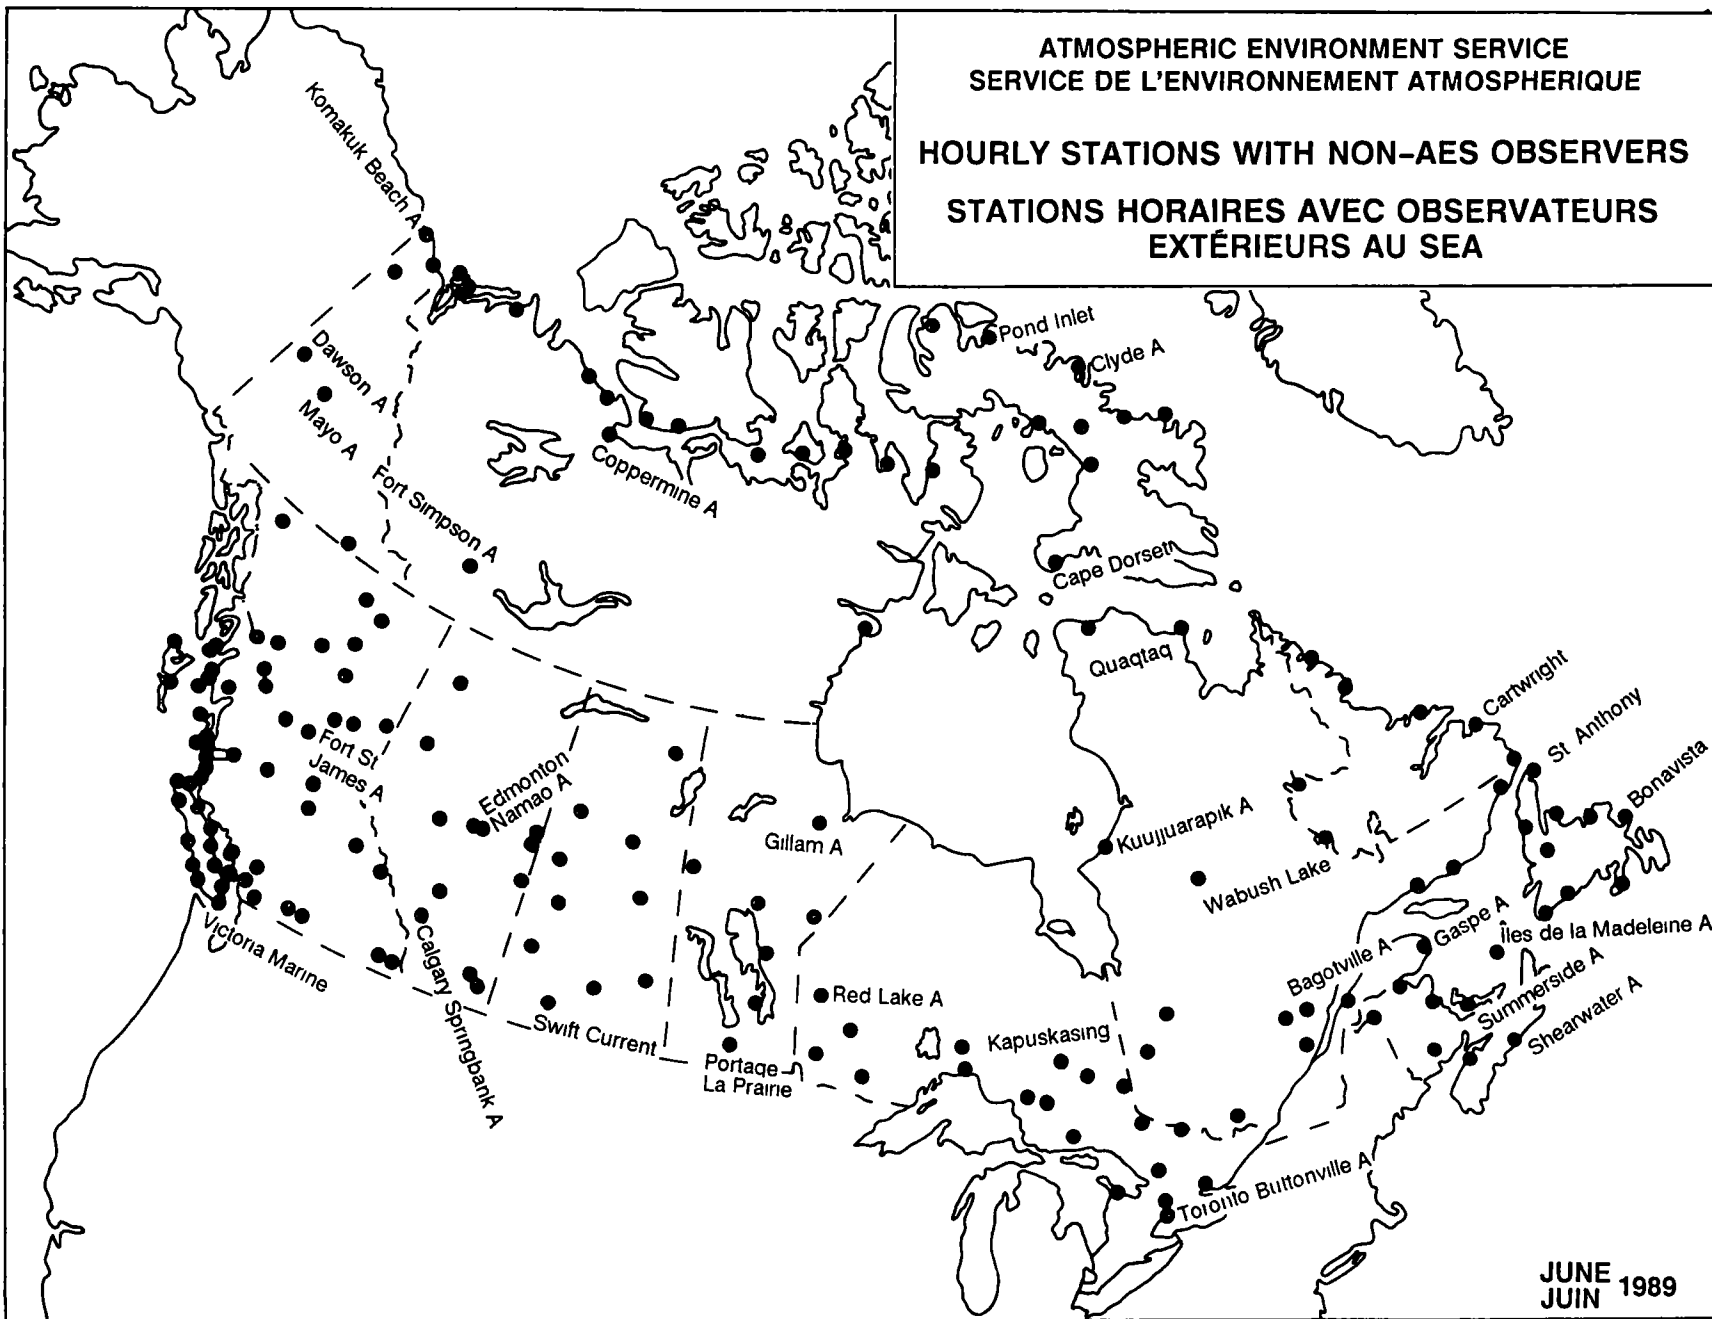 ATMOSPHERIC ENVIRONMENT SERVICE
SERVICE DE L'ENVIRONNEMENT ATMOSPHERIQUE
HOURLY STATIONS WITH NON-AES OBSERVERS
STATIONS HORAIRES AVEC OBSERVATEURS
EXTÉRIEURS AU SEA
Komakuk Beach A
Pond Inlet
Clyde A
Dawson A
Mayo A
Fort Simpson A
Coppermine A
Cape Dorset
Quaqtaq
Cartwright
St Anthony
Bonavista
Fort St
James A
Edmonton
Namao A
Gillam A
Kuujjuarapik A
Wabush Lake
Gaspe A
Îles de la Madeleine A
Bagotville A
Summerside A
Shearwater A
Victoria Marine
Calgary Springbank A
Swift Current
Red Lake A
Kapuskasing
Portage
La Prairie
Toronto Buttonville A
JUNE
JUIN
1989